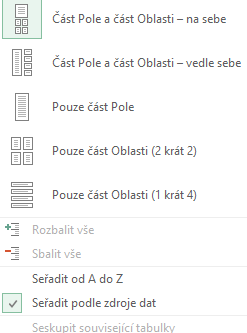 Část Pole a část Oblasti – na sebe
Část Pole a část Oblasti – vedle sebe
Pouze část Pole
Pouze část Oblasti (2 krát 2)
Pouze část Oblasti (1 krát 4)
Rozbalit vše
Sbalit vše
Seřadit od A do Z
Seřadit podle zdroje dat
Seskupit související tabulky